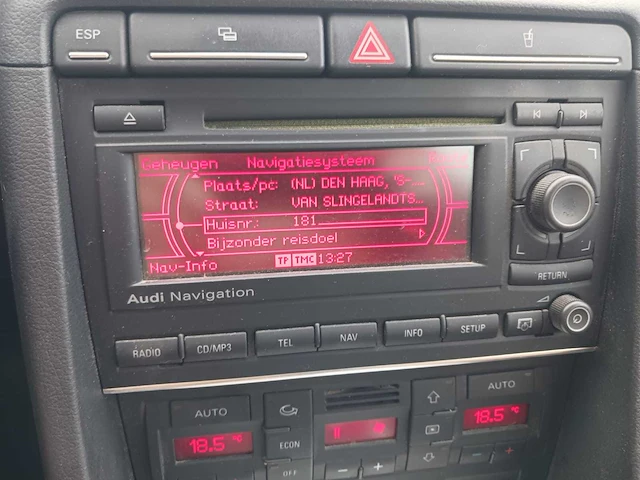 ESP
Geheugen Navigatiesysteem
Plaats/pc: (NL) DEN HAAG, 'S-...
Straat: VAN SLINGELANDTS...
Huisnr.: 181
Bijzonder reisdoel
Nav-Info TP TMC 13:27
RETURN
Audi Navigation
RADIO CD/MP3 TEL NAV INFO SETUP
AUTO AUTO
18.5 °C 18.5 °C
ECON
OFF